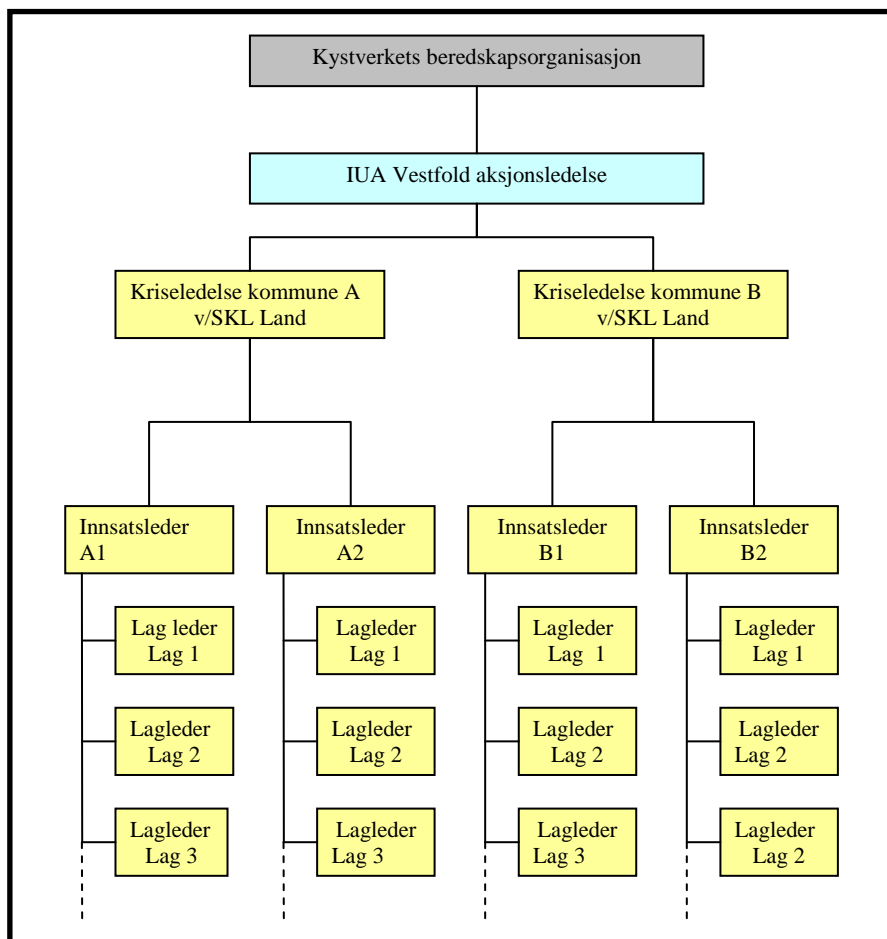 Kystverkets beredskapsorganisasjon
IUA Vestfold aksjonsledelse
Kriseledelse kommune A
v/SKL Land
Kriseledelse kommune B
v/SKL Land
Innsatsleder
A1
Innsatsleder
A2
Innsatsleder
B1
Innsatsleder
B2
Lag leder
Lag 1
Lagleder
Lag 1
Lagleder
Lag 1
Lagleder
Lag 1
Lagleder
Lag 2
Lagleder
Lag 2
Lagleder
Lag 2
Lagleder
Lag 2
Lagleder
Lag 3
Lagleder
Lag 3
Lagleder
Lag 3
Lagleder
Lag 2